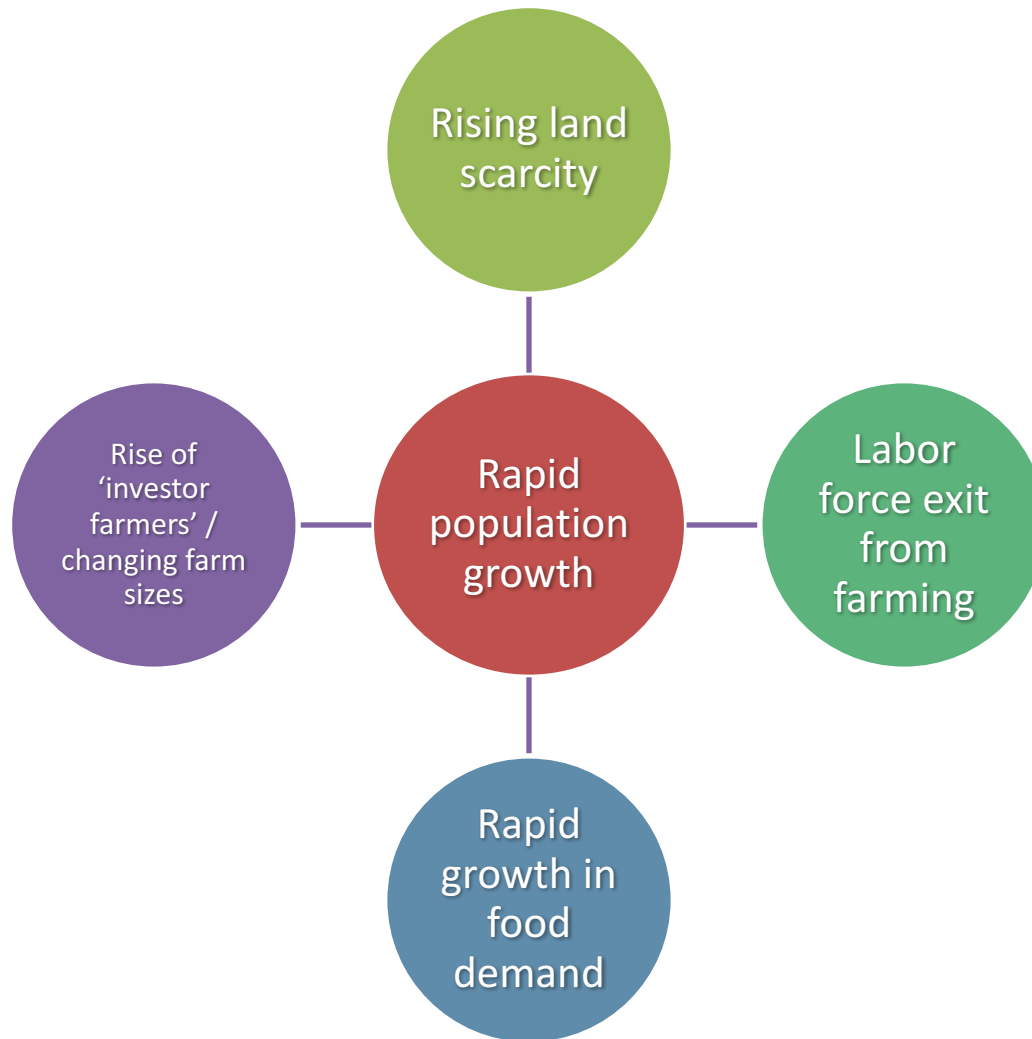 Rising land
scarcity
Rise of
‘investor
farmers’ /
changing farm
sizes
Rapid
population
growth
Labor
force exit
from
farming
Rapid
growth in
food
demand